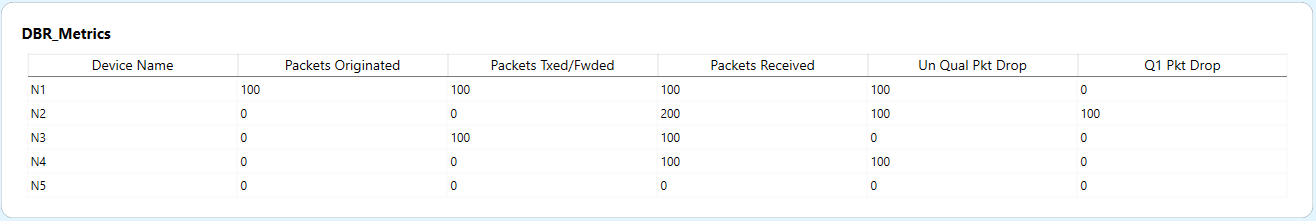 DBR_Metrics
Device Name Packets Originated Packets Txed/Fwded Packets Received Un Qual Pkt Drop Q1 Pkt Drop
N1 100 100 100 100 0
N2 0 0 200 100 100
N3 0 100 100 0 0
N4 0 0 100 100 0
N5 0 0 0 0 0